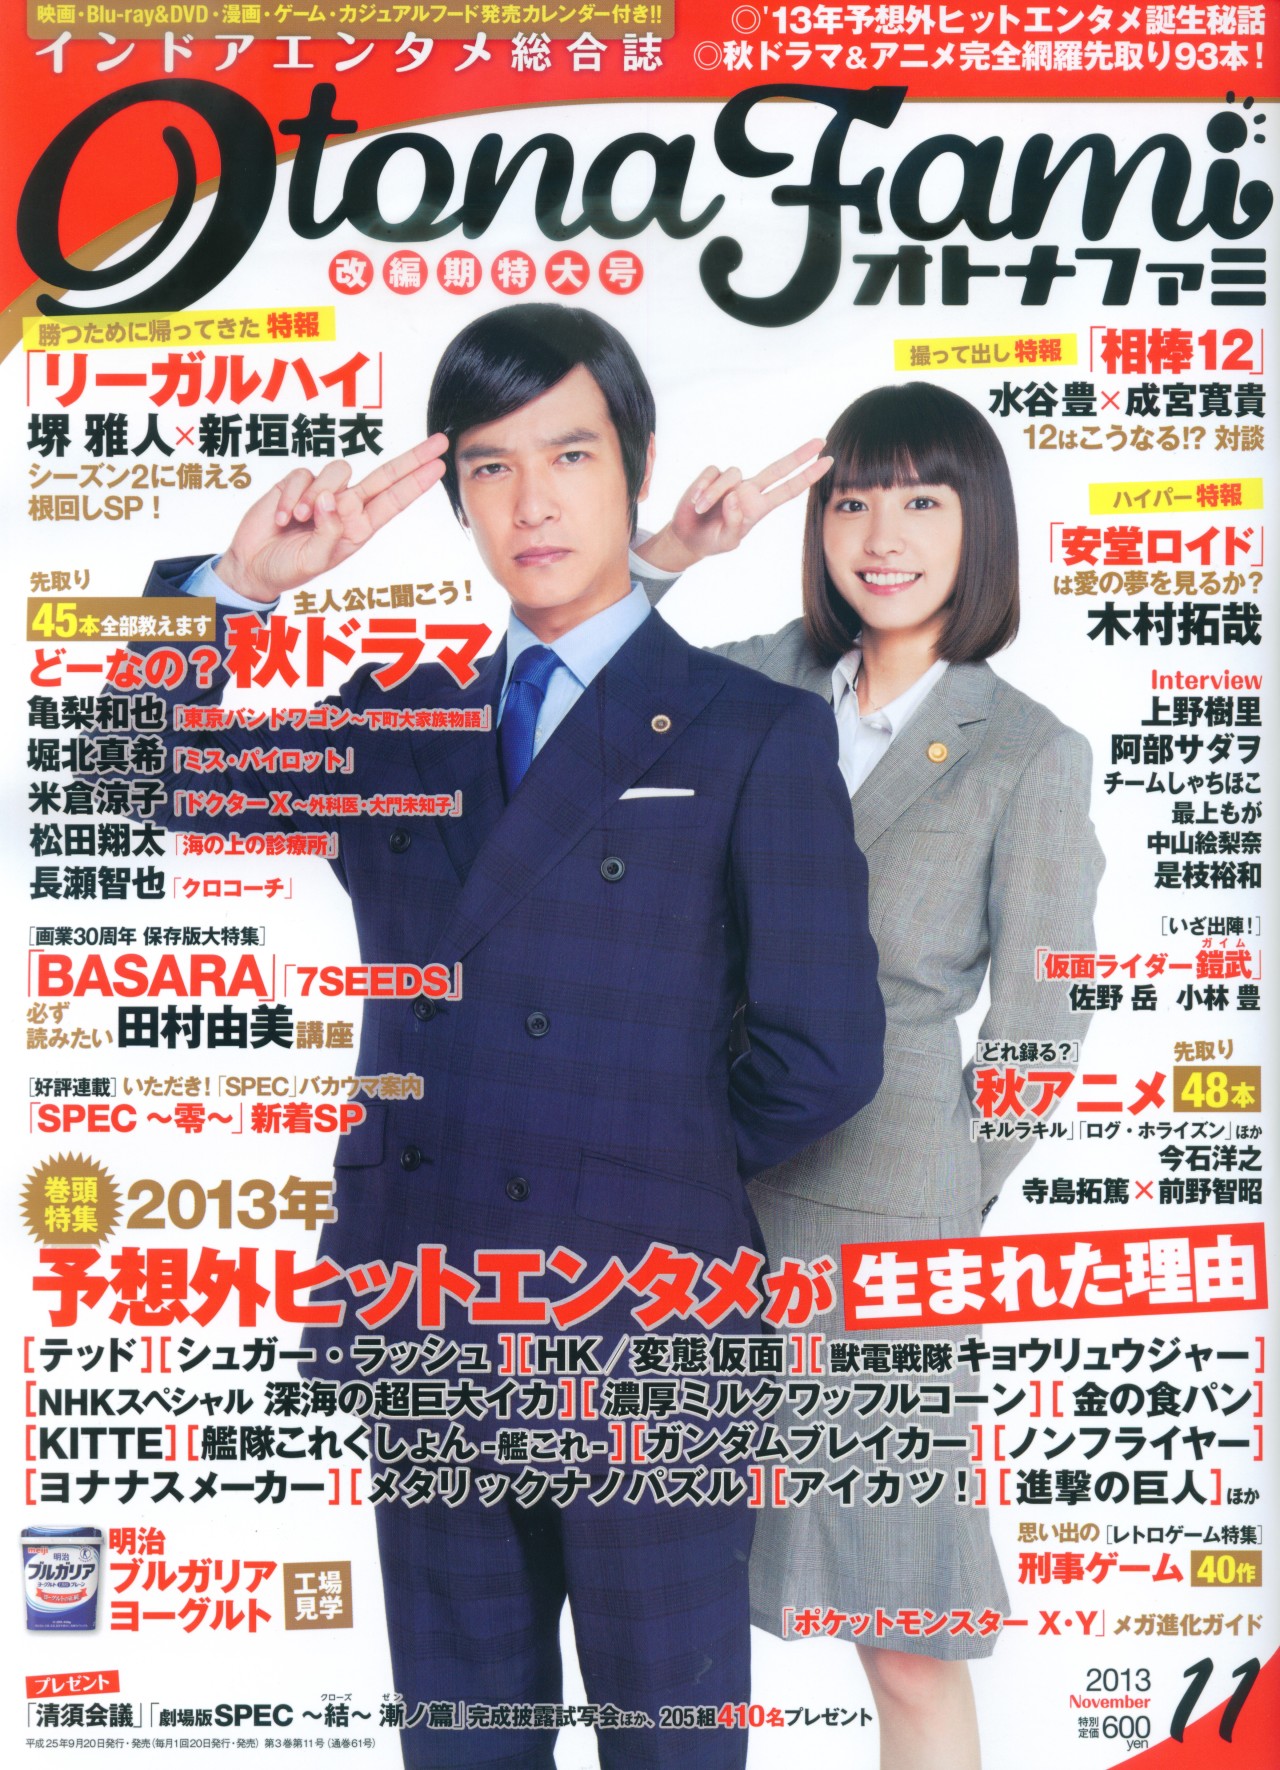 映画・Blu-ray&DVD・漫画・ゲーム・カジュアルフード発売カレンダー付き!!
インドアエンタメ総合誌
◎'13年予想外ヒットエンタメ誕生秘話
◎秋ドラマ&アニメ完全網羅先取り93本!
OtonaFami
オトナファミ
改編期特大号
勝つために帰ってきた 特報
「リーガルハイ」
堺 雅人×新垣結衣
シーズン2に備える
根回しSP!
撮って出し 特報 「相棒12」
水谷 豊×成宮寛貴
12はこうなる!? 対談
ハイパー 特報
「安堂ロイド」
は愛の夢を見るか?
木村拓哉
先取り
45本全部教えます
主人公に聞こう!
どーなの?秋ドラマ
亀梨和也『東京バンドワゴン〜下町大家族物語』
堀北真希『ミス・パイロット』
米倉涼子『ドクターX〜外科医・大門未知子』
松田翔太『海の上の診療所』
長瀬智也「クロコーチ」
Interview
上野樹里
阿部サダヲ
チームしゃちほこ
最上もが
中山絵梨奈
是枝裕和
[画業30周年 保存版大特集]
「BASARA」「7SEEDS」
必ず
読みたい 田村由美講座
[いざ出陣!]
ガイム
「仮面ライダー鎧武」
佐野 岳 小林 豊
[好評連載] いただき!「SPEC」バカウマ案内
「SPEC 〜零〜」新着SP
[どれ録る?] 先取り
秋アニメ 48本
「キルラキル」「ログ・ホライズン」ほか
今石洋之
寺島拓篤×前野智昭
巻頭
特集
2013年
予想外ヒットエンタメが 生まれた理由
[テッド][シュガー・ラッシュ][HK/変態仮面][獣電戦隊キョウリュウジャー]
[NHKスペシャル 深海の超巨大イカ][濃厚ミルクワッフルコーン][金の食パン]
[KITTE][艦隊これくしょん-艦これ-][ガンダムブレイカー][ノンフライヤー]
[ヨナナスメーカー][メタリックナノパズル][アイカツ!][進撃の巨人]ほか
meiji
明治
ブルガリア
明治
ブルガリア
ヨーグルト
工場
見学
思い出の [レトロゲーム特集]
刑事ゲーム 40作
「ポケットモンスター X・Y」メガ進化ガイド
プレゼント
クローズ ゼン
「清須会議」「劇場版SPEC 〜結〜 漸ノ篇」完成披露試写会ほか、205組410名プレゼント
平成25年9月20日発行・発売(毎月1回20日発行・発売) 第3巻第11号(通巻61号)
2013
November
11
特別
定価 600
yen